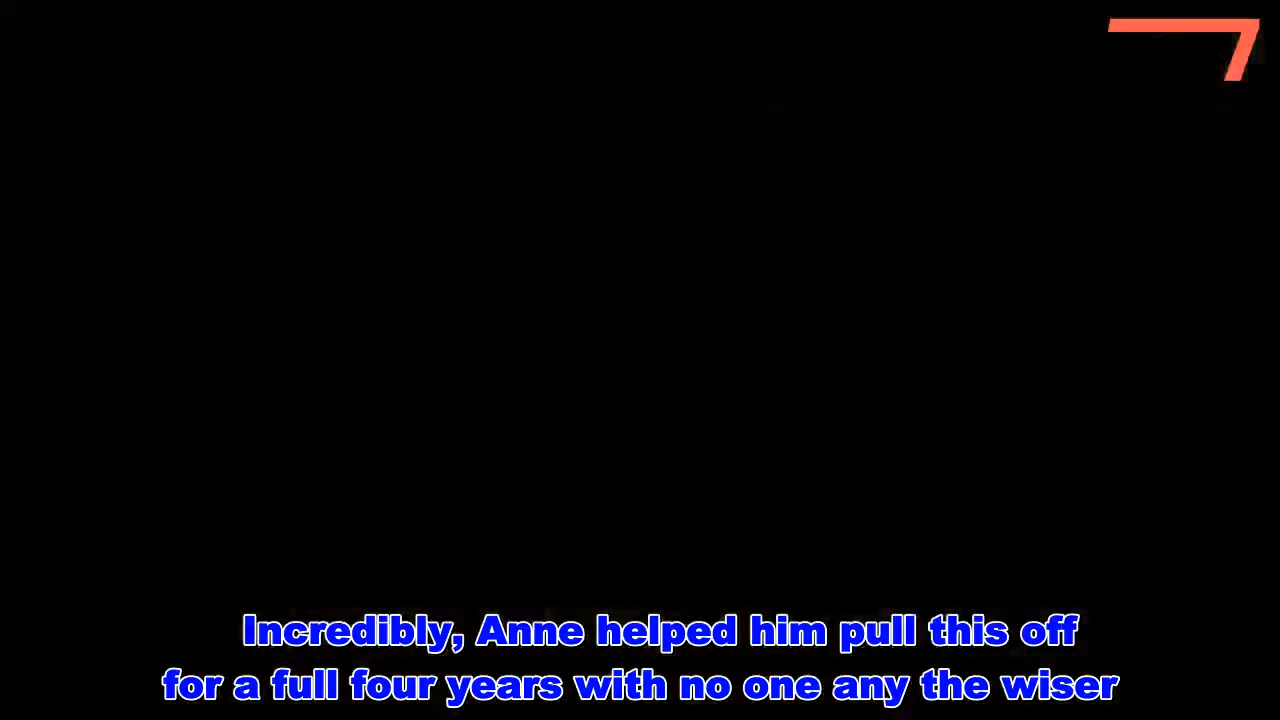 Incredibly, Anne helped him pull this off
for a full four years with no one any the wiser